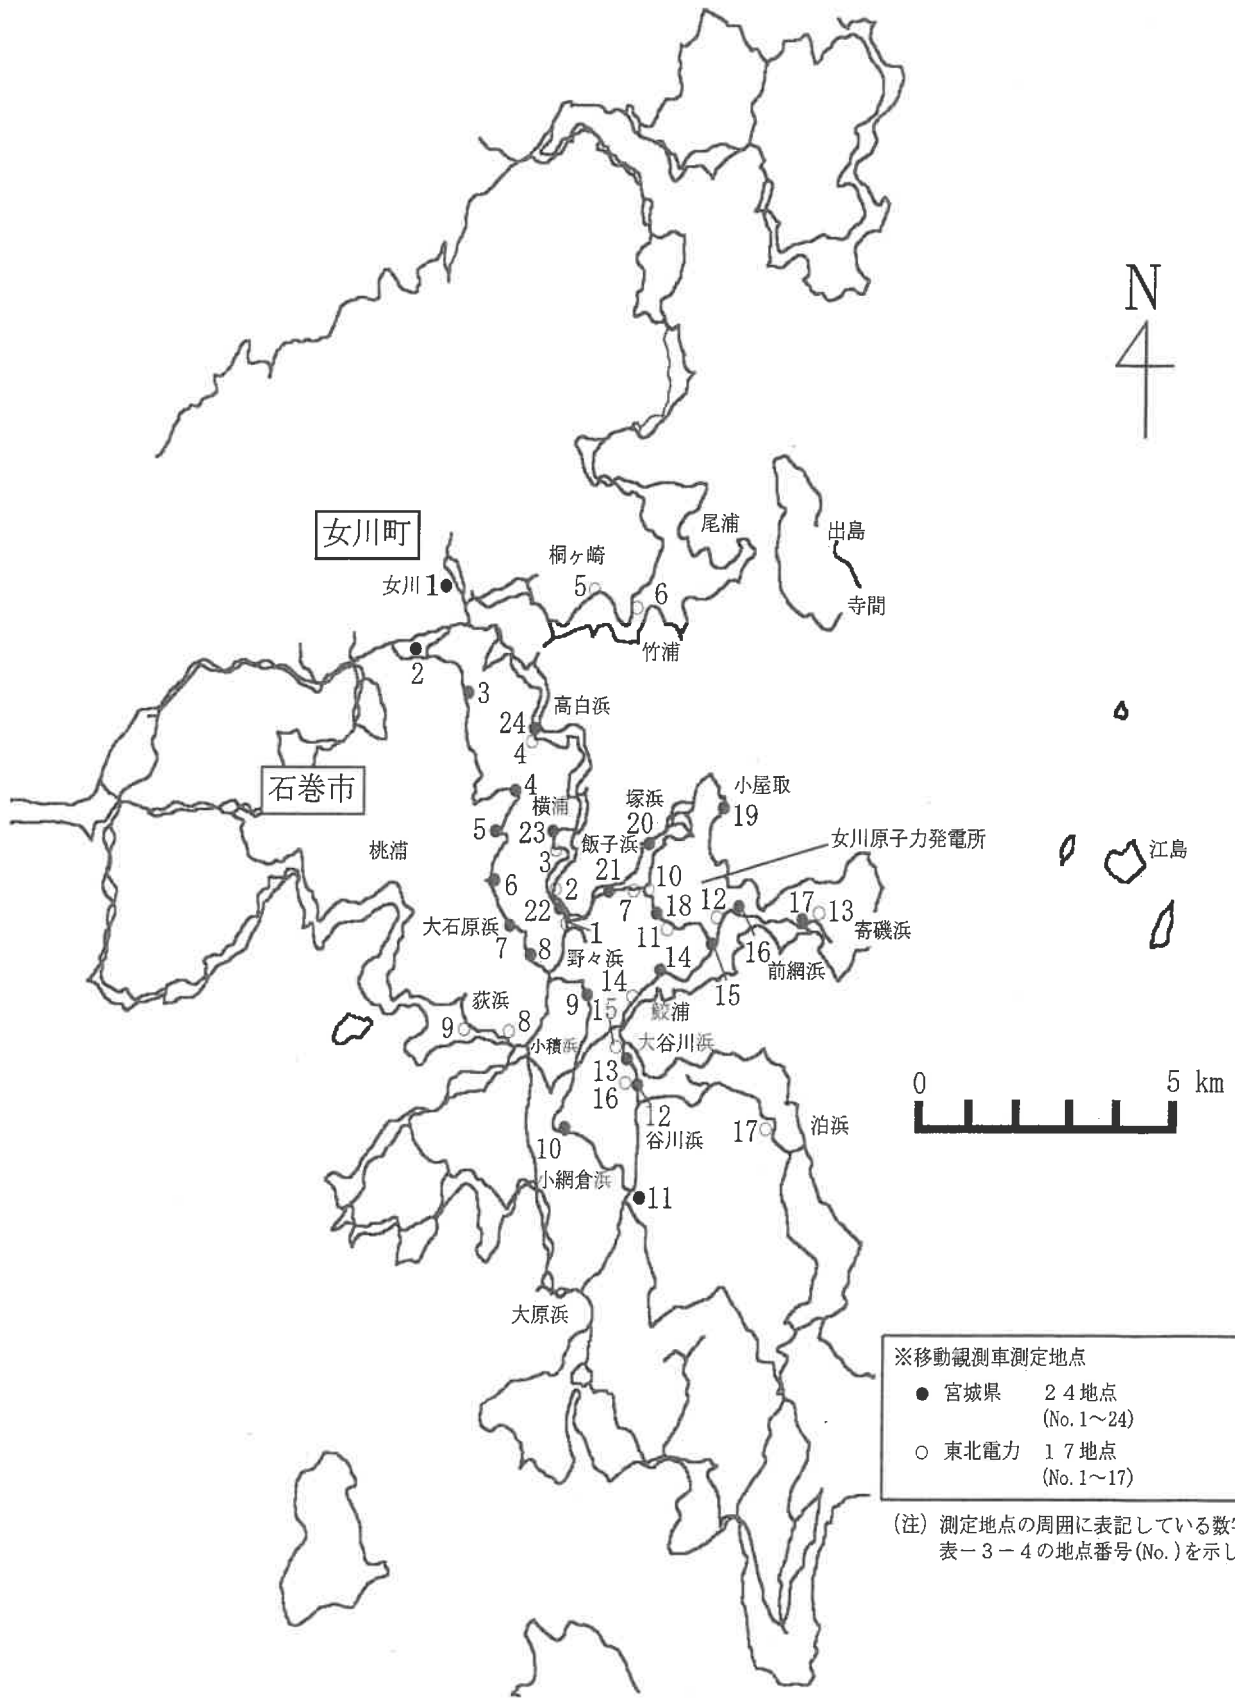 N
女川町
尾浦
出島
桐ヶ崎
女川 1
5
6
寺間
竹浦
2
3
高白浜
24
4
石巻市
4
横浦
塚浜
小屋取
19
5
23
20
飯子浜
女川原子力発電所
江島
桃浦
3
21
10
6
2
7
18
12
17
13
22
大石原浜
1
11
16
寄磯浜
7
8
野々浜
14
15
前網浜
9
14
荻浜
15
鮫浦
9
8
小積浜
大谷川浜
13
16
12
0
5 km
谷川浜
17
泊浜
10
小網倉浜
11
大原浜
※移動観測車測定地点
● 宮城県 24地点
(No.1~24)
○ 東北電力 17地点
(No.1~17)
(注) 測定地点の周囲に表記している数
表-3-4の地点番号(No.)を示し